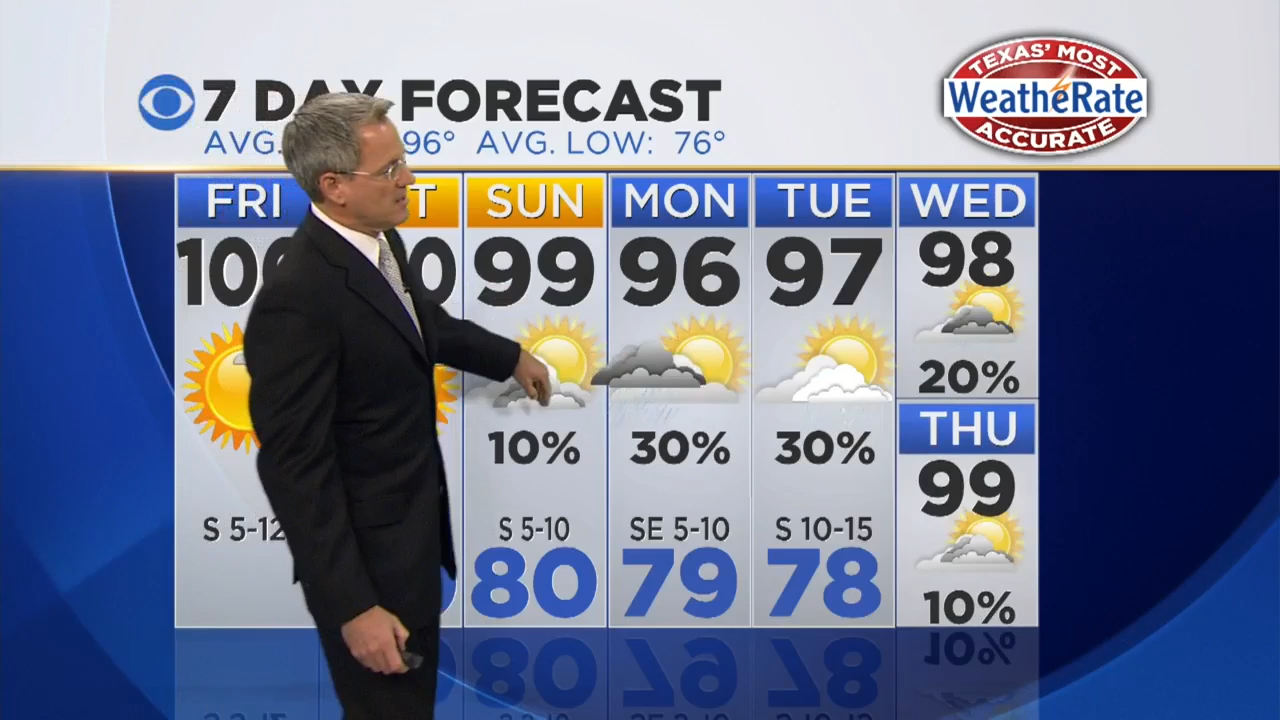 7 DAY FORECAST
AVG. 96° AVG. LOW: 76°
TEXAS' MOST
WeatheRate
ACCURATE
FRI
SUN
MON
TUE
WED
99
96
97
98
20%
10%
30%
30%
THU
99
S 5-12
S 5-10
SE 5-10
S 10-15
80
79
78
10%